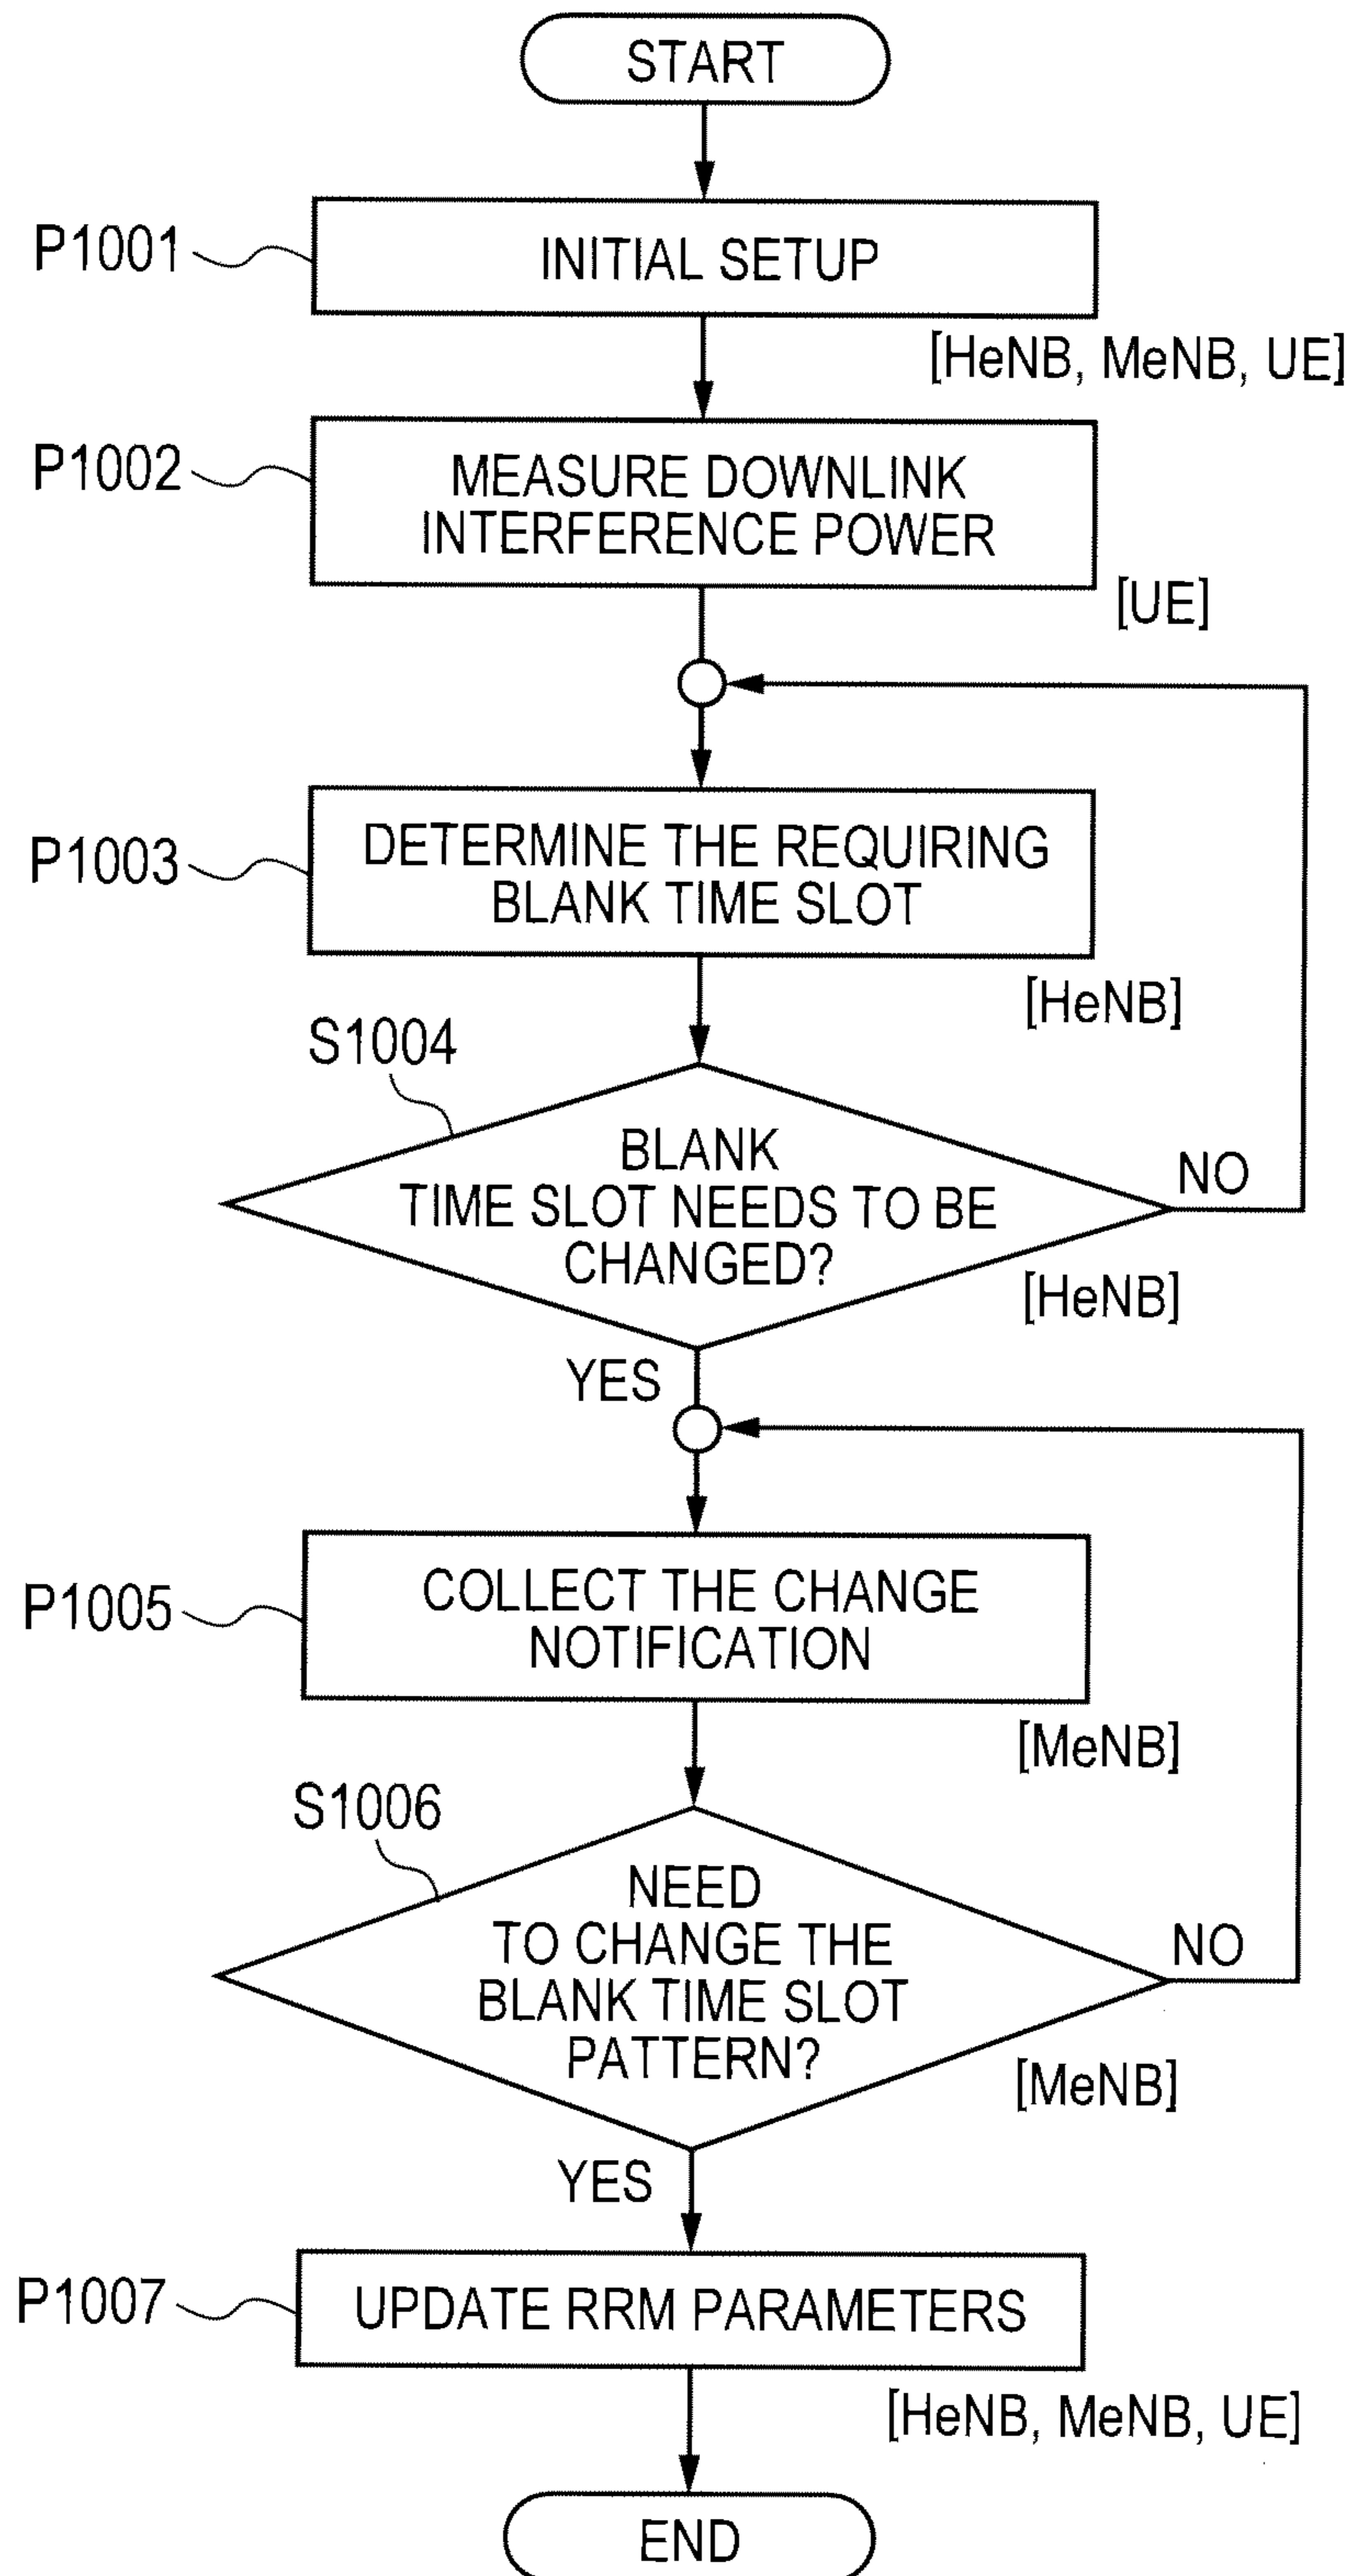 START
P1001
INITIAL SETUP
[HeNB, MeNB, UE]
P1002
MEASURE DOWNLINK
INTERFERENCE POWER
[UE]
P1003
DETERMINE THE REQUIRING
BLANK TIME SLOT
[HeNB]
S1004
BLANK
TIME SLOT NEEDS TO BE
CHANGED?
NO
[HeNB]
YES
P1005
COLLECT THE CHANGE
NOTIFICATION
[MeNB]
S1006
NEED
TO CHANGE THE
BLANK TIME SLOT
PATTERN?
NO
[MeNB]
YES
P1007
UPDATE RRM PARAMETERS
[HeNB, MeNB, UE]
END